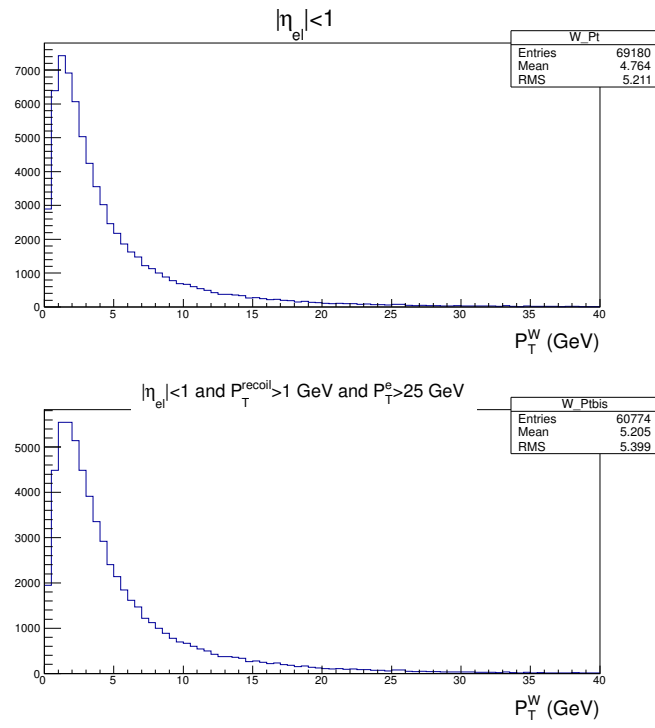 |η_el|<1
W_Pt
Entries 69180
Mean 4.764
RMS 5.211
7000
6000
5000
4000
3000
2000
1000
0
0 5 10 15 20 25 30 35 40
P_T^W (GeV)
|η_el|<1 and P_T^recoil>1 GeV and P_T^e>25 GeV
W_Ptbis
Entries 60774
Mean 5.205
RMS 5.399
5000
4000
3000
2000
1000
0
0 5 10 15 20 25 30 35 40
P_T^W (GeV)